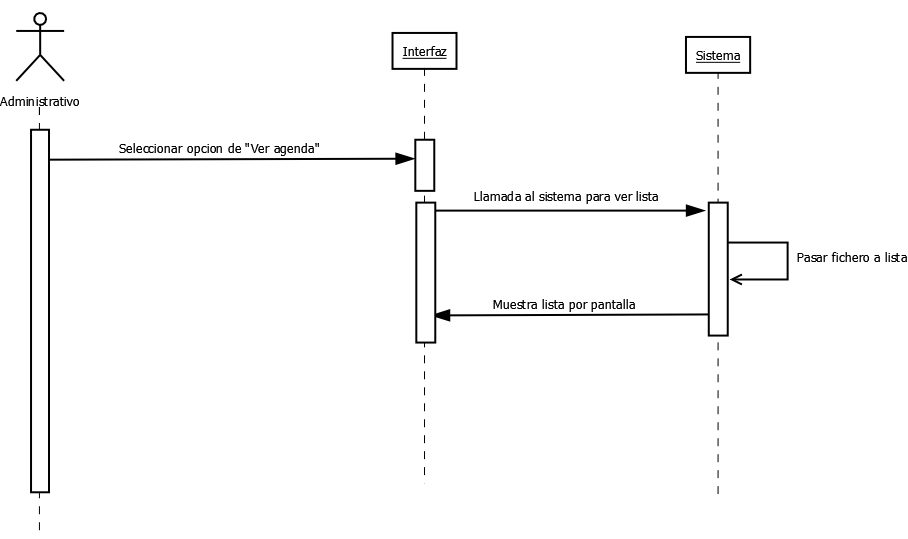 Interfaz
Sistema
Administrativo
Seleccionar opcion de "Ver agenda"
Llamada al sistema para ver lista
Pasar fichero a lista
Muestra lista por pantalla